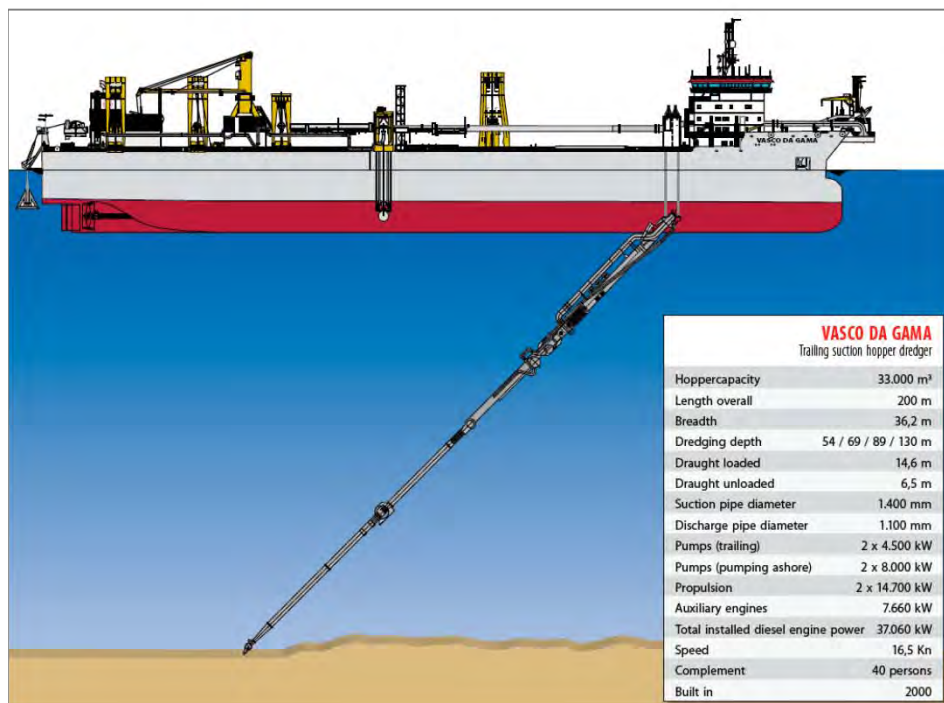 VASCO DA GAMA
VASCO DA GAMA
Trailing suction hopper dredger
Hoppercapacity 33.000 m³
Length overall 200 m
Breadth 36,2 m
Dredging depth 54 / 69 / 89 / 130 m
Draught loaded 14,6 m
Draught unloaded 6,5 m
Suction pipe diameter 1.400 mm
Discharge pipe diameter 1.100 mm
Pumps (trailing) 2 x 4.500 kW
Pumps (pumping ashore) 2 x 8.000 kW
Propulsion 2 x 14.700 kW
Auxiliary engines 7.660 kW
Total installed diesel engine power 37.060 kW
Speed 16,5 Kn
Complement 40 persons
Built in 2000